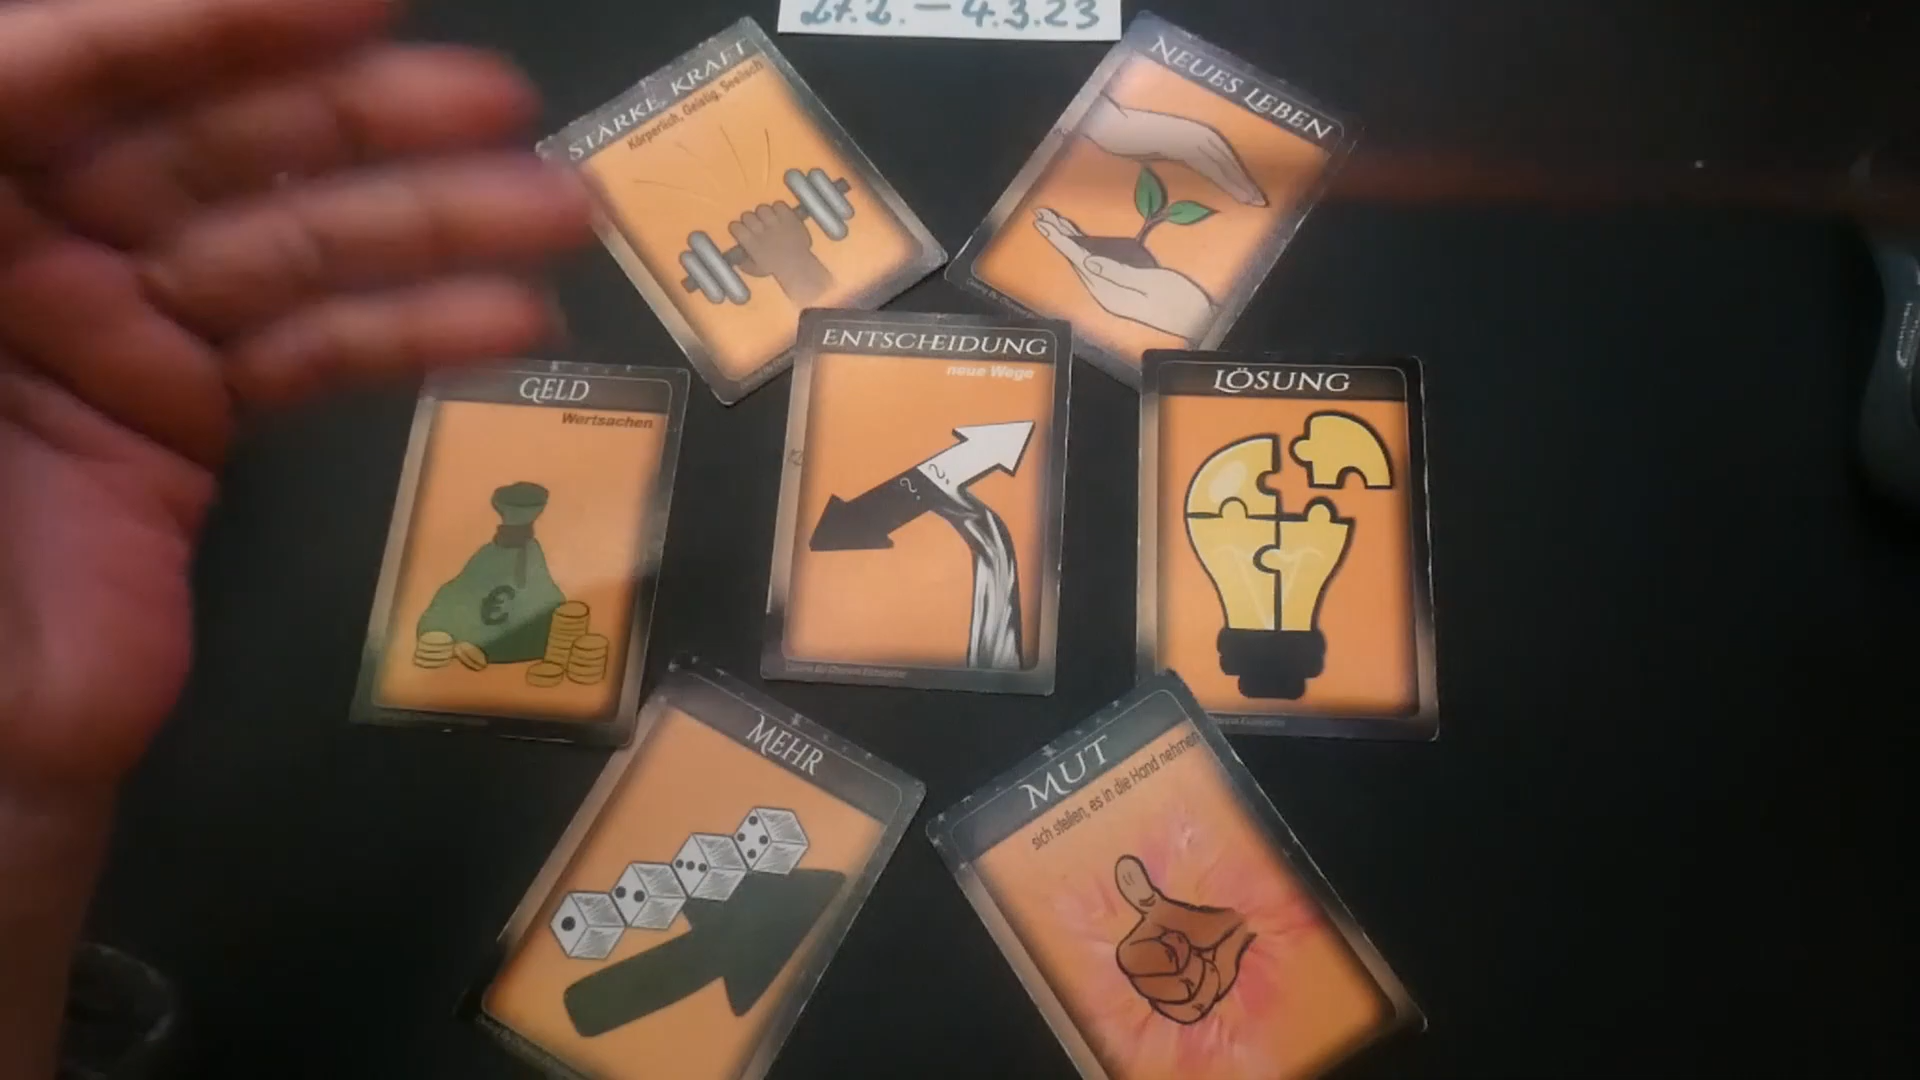 27.2. – 4.3.23
STÄRKE, KRAFT
Körperlich, Geistig, Seelisch
NEUES LEBEN
ENTSCHEIDUNG
neue Wege
GELD
Wertsachen
€
LÖSUNG
? ?
MEHR
MUT
sich stellen, es in die Hand nehmen